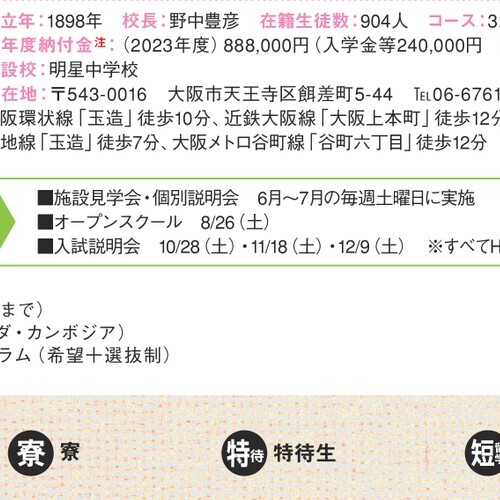 立年：1898年　校長：野中豊彦　在籍生徒数：904人　コース：3
年度納付金注：（2023年度）888,000円（入学金等240,000円
設校：明星中学校
在地：〒543-0016　大阪市天王寺区餌差町5-44　TEL06-6761
阪環状線「玉造」徒歩10分、近鉄大阪線「大阪上本町」徒歩12分
地線「玉造」徒歩7分、大阪メトロ谷町線「谷町六丁目」徒歩12分
■施設見学会・個別説明会　6月～7月の毎週土曜日に実施
■オープンスクール　8/26（土）
■入試説明会　10/28（土）・11/18（土）・12/9（土）　※すべてH
まで）
ダ・カンボジア）
ラム（希望＋選抜制）
寮 寮　特待 特待生　短